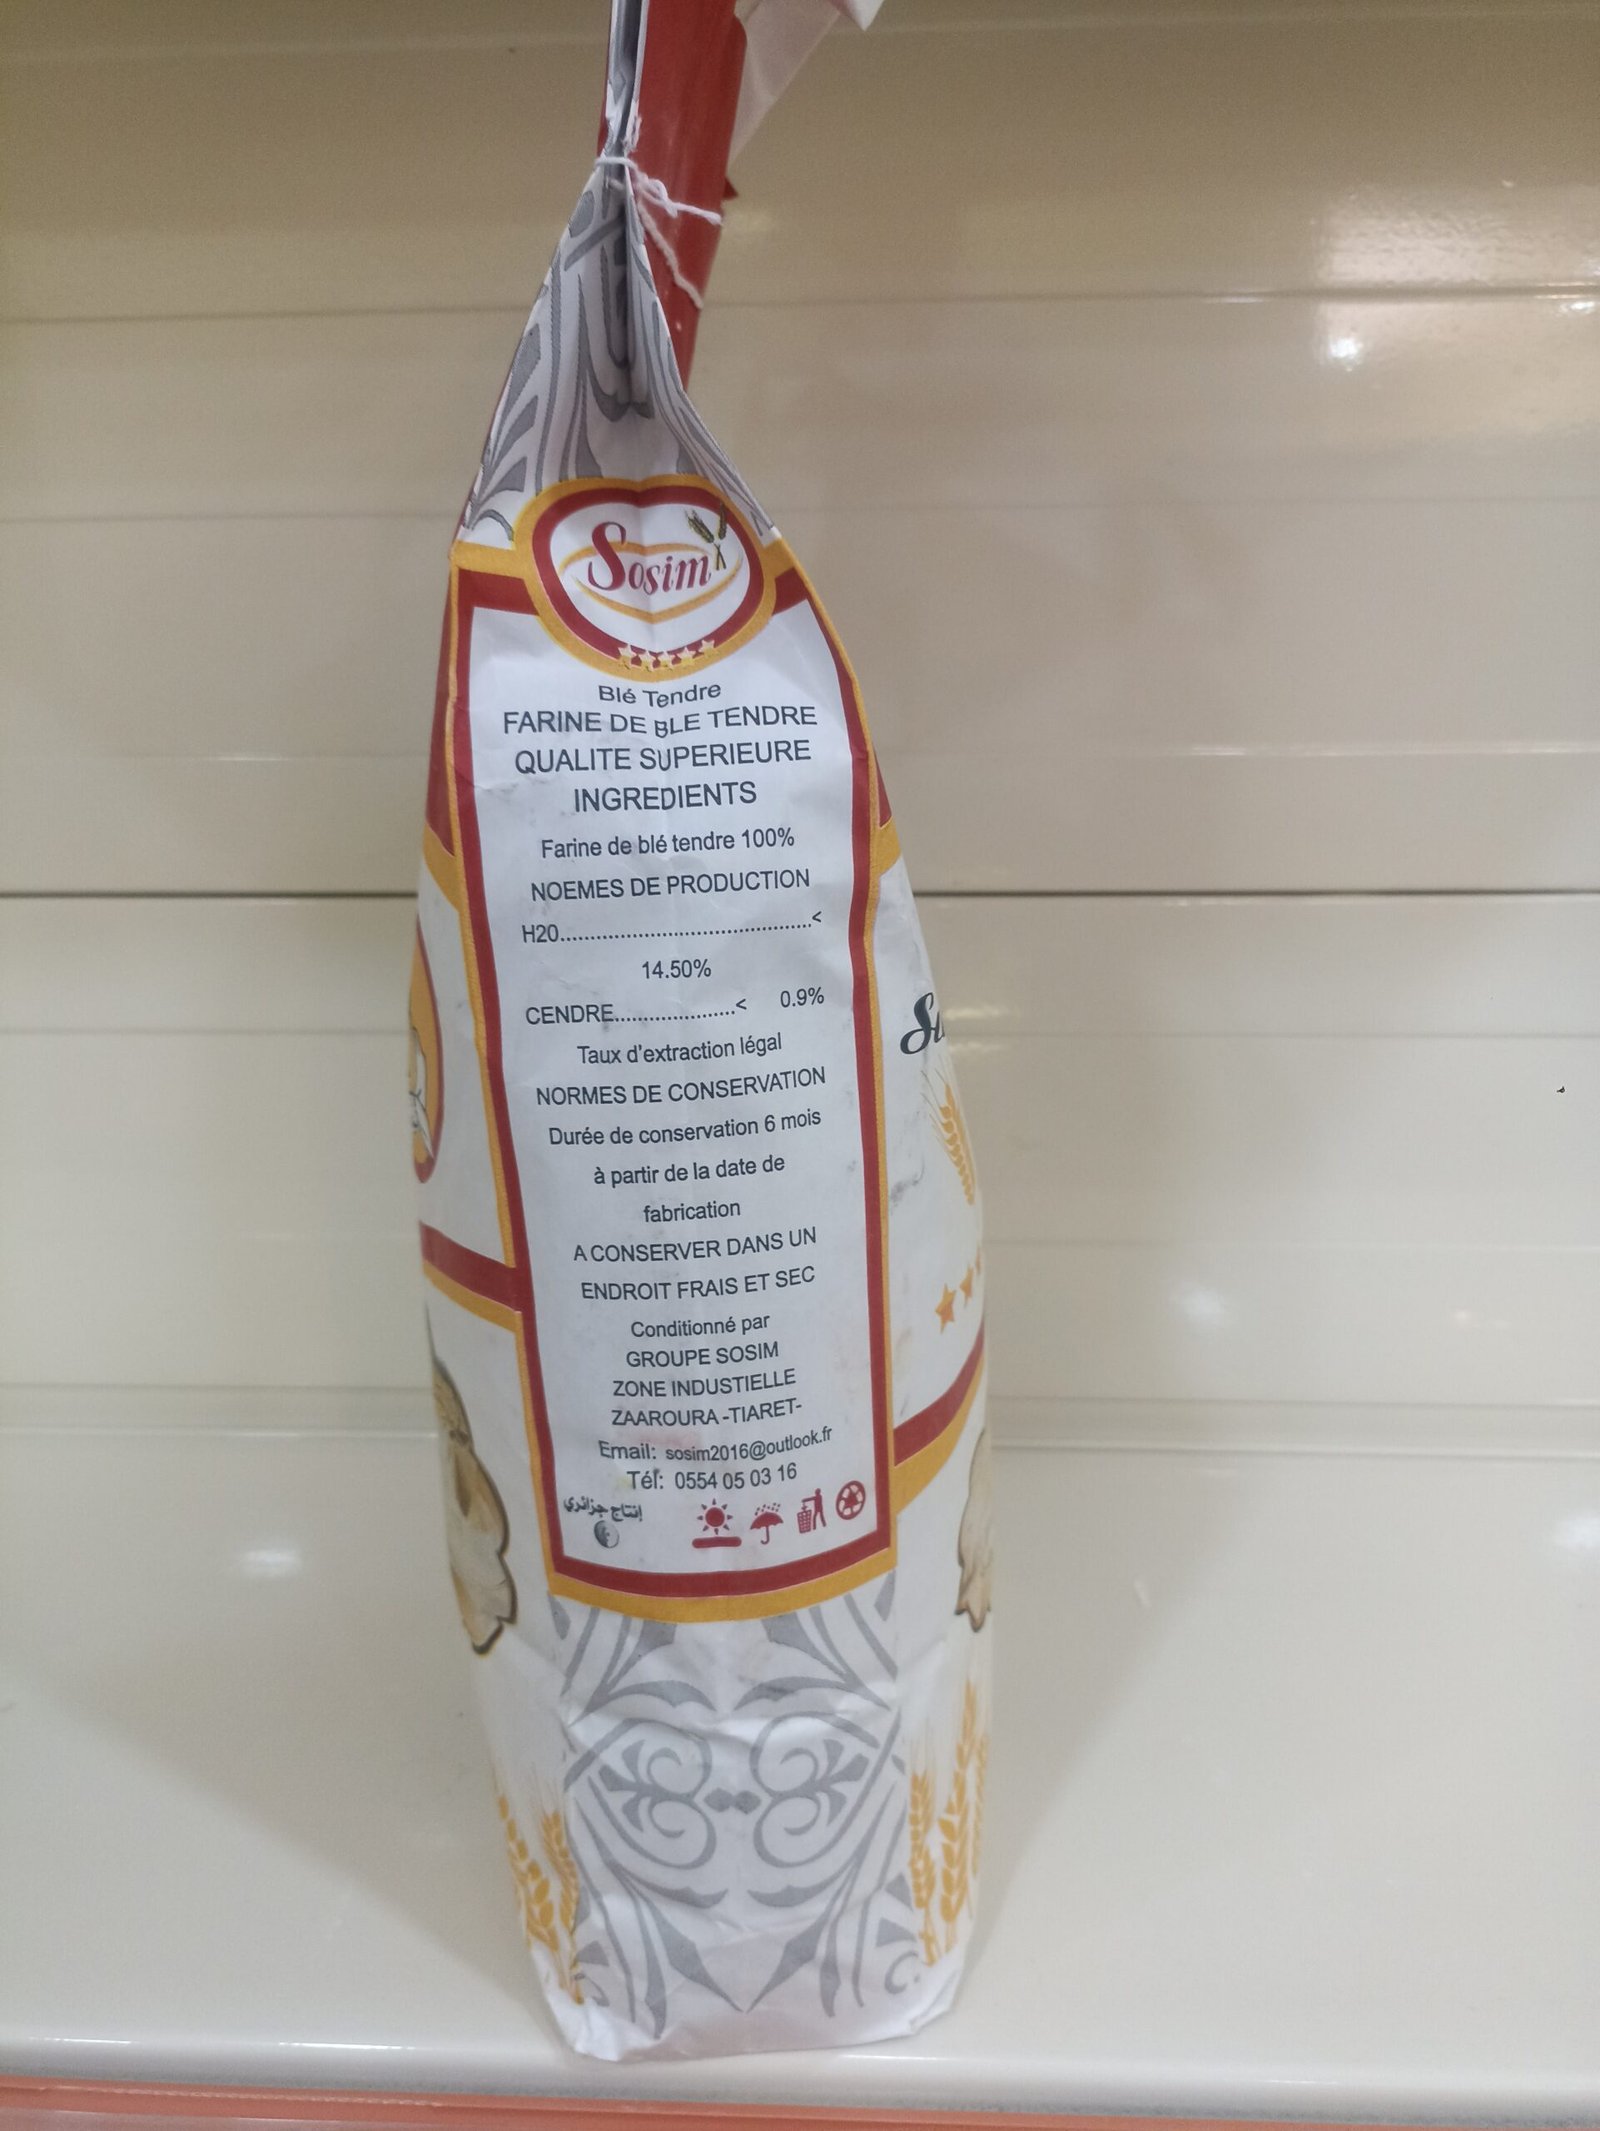 Sosim
Blé Tendre
FARINE DE BLE TENDRE
QUALITE SUPERIEURE
INGREDIENTS
Farine de blé tendre 100%
NOEMES DE PRODUCTION
H20..........................................<
14.50%
CENDRE....................< 0.9%
Taux d'extraction légal
NORMES DE CONSERVATION
Durée de conservation 6 mois
à partir de la date de
fabrication
A CONSERVER DANS UN
ENDROIT FRAIS ET SEC
Conditionné par
GROUPE SOSIM
ZONE INDUSTIELLE
ZAAROURA -TIARET-
Email: sosim2016@outlook.fr
Tél: 0554 05 03 16
إنتاج جزائري